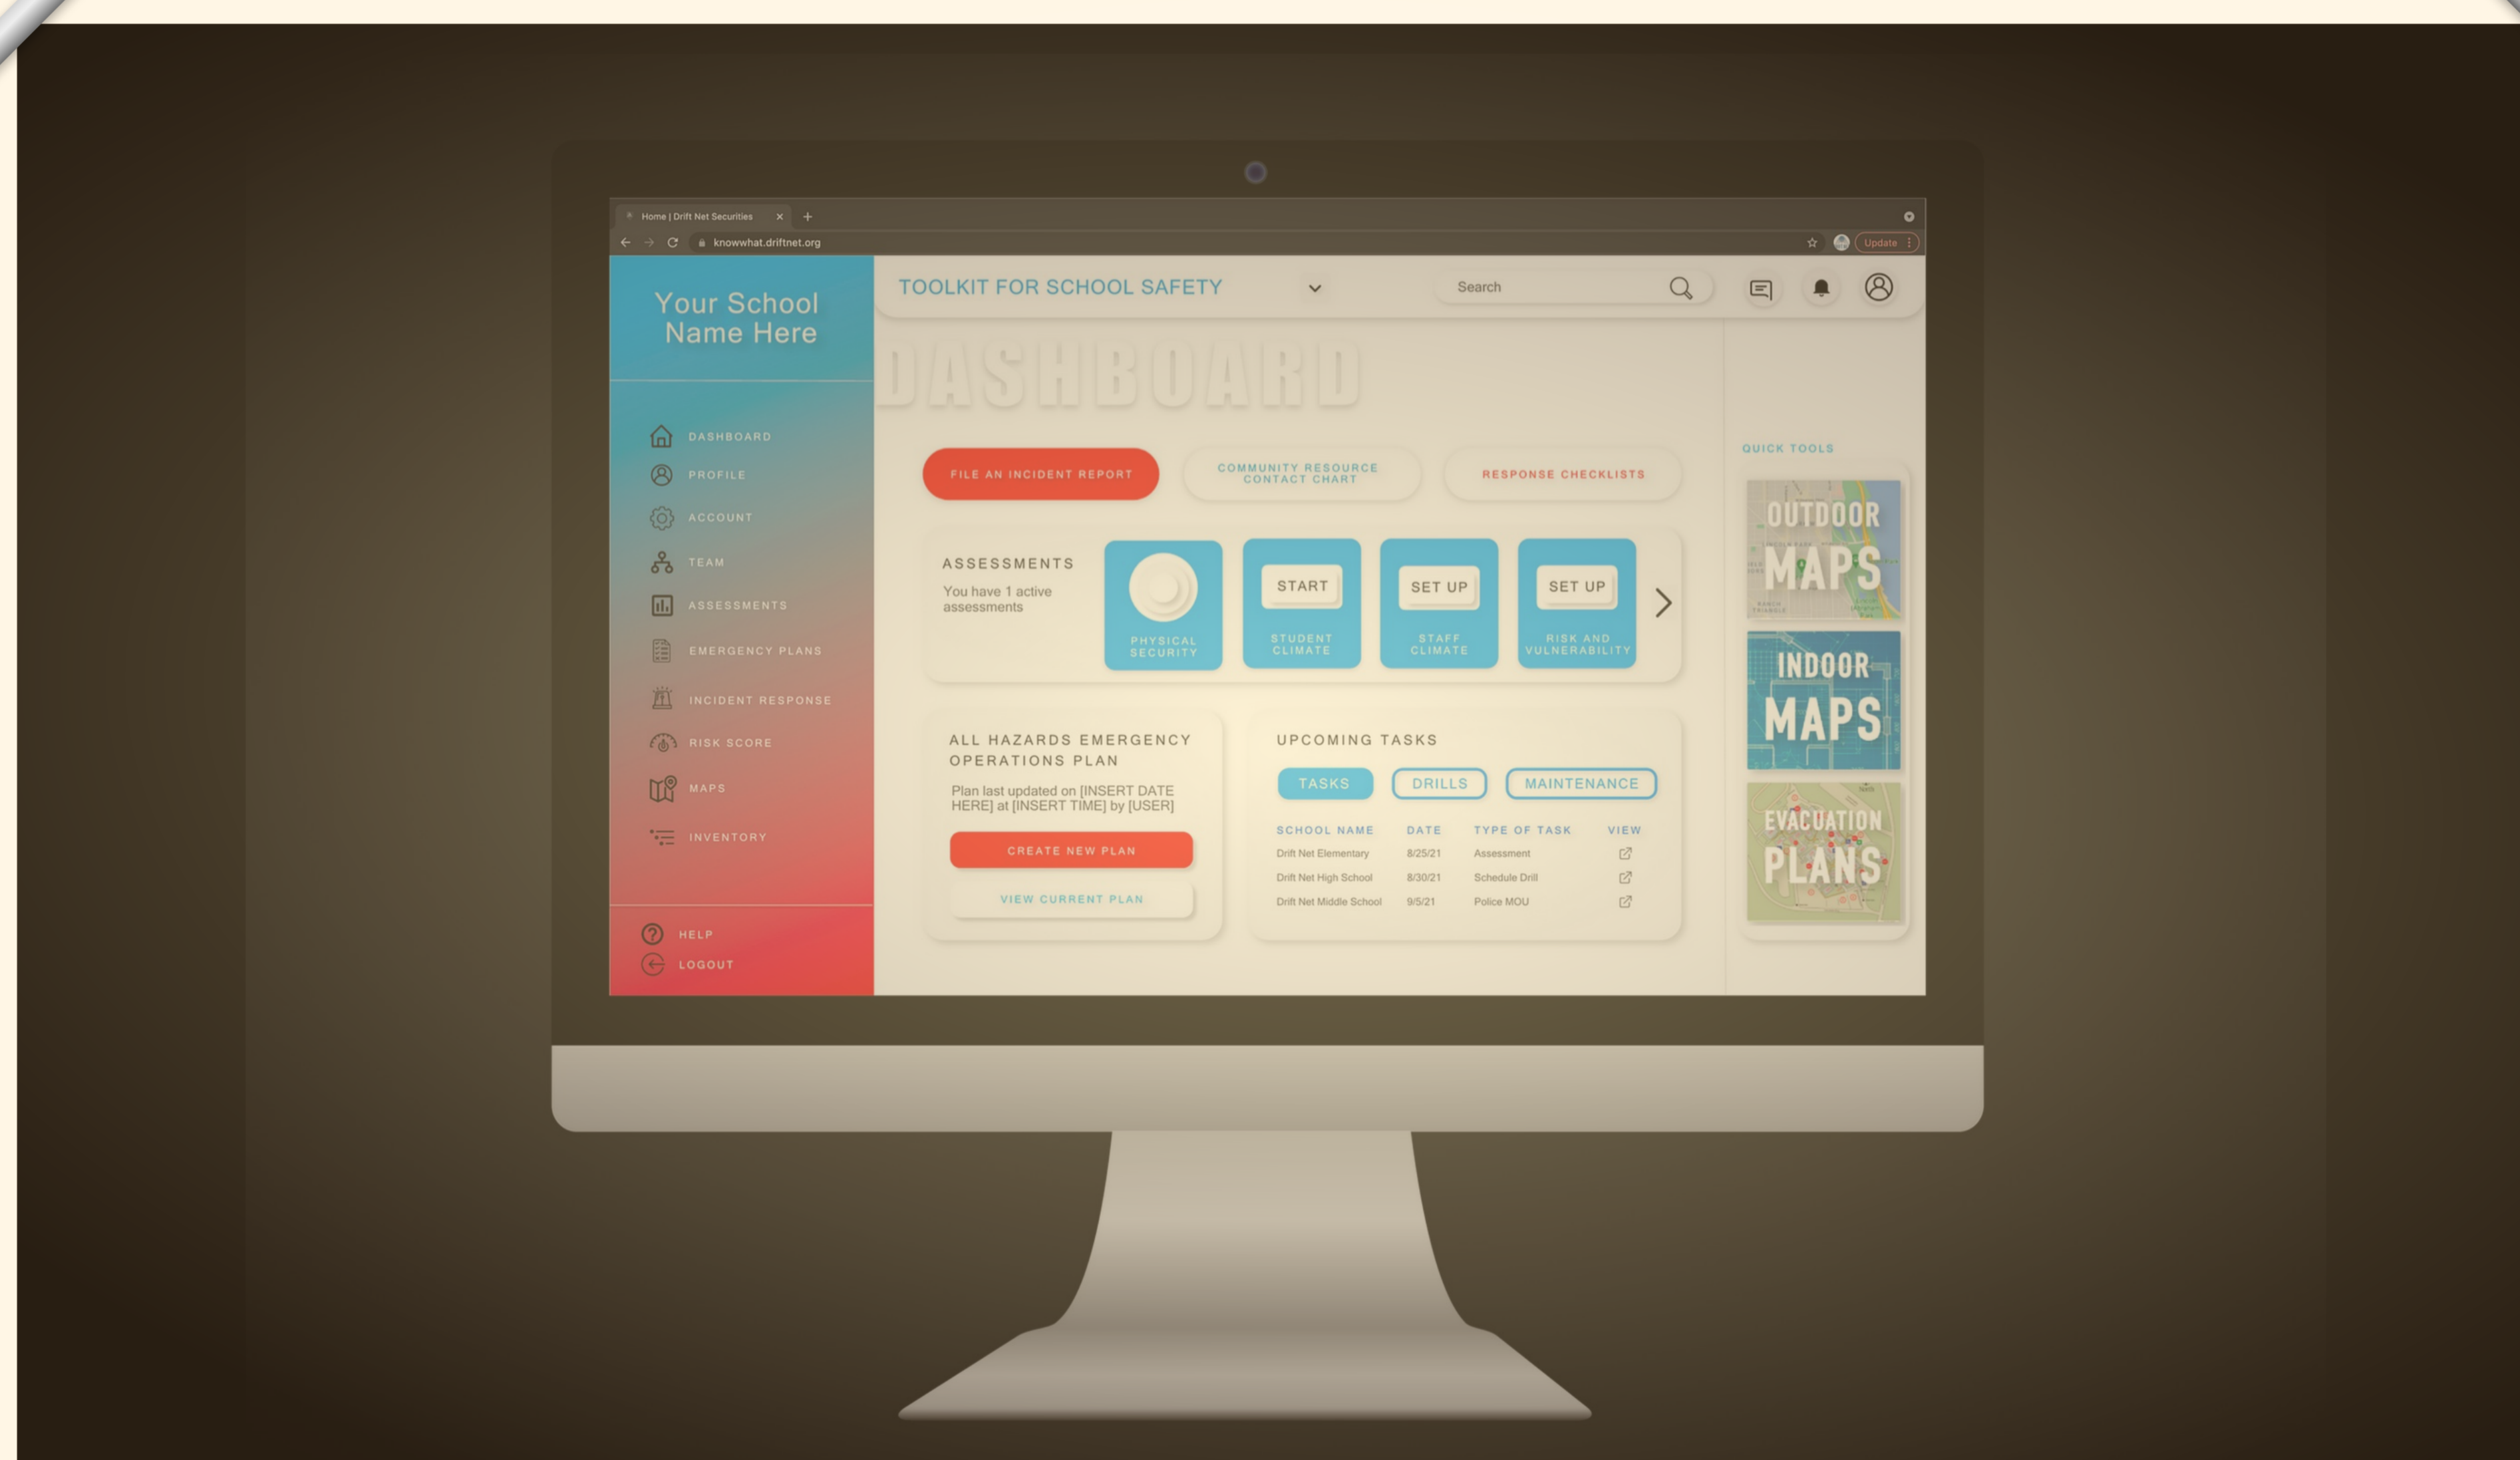 Home | Drift Net Securities
knowwhat.driftnet.org
Update
Your School
Name Here
DASHBOARD
PROFILE
ACCOUNT
TEAM
ASSESSMENTS
EMERGENCY PLANS
INCIDENT RESPONSE
RISK SCORE
MAPS
INVENTORY
HELP
LOGOUT
TOOLKIT FOR SCHOOL SAFETY
Search
DASHBOARD
FILE AN INCIDENT REPORT
COMMUNITY RESOURCE
CONTACT CHART
RESPONSE CHECKLISTS
ASSESSMENTS
You have 1 active
assessments
PHYSICAL
SECURITY
START
STUDENT
CLIMATE
SET UP
STAFF
CLIMATE
SET UP
RISK AND
VULNERABILITY
ALL HAZARDS EMERGENCY
OPERATIONS PLAN
Plan last updated on [INSERT DATE
HERE] at [INSERT TIME] by [USER]
CREATE NEW PLAN
VIEW CURRENT PLAN
UPCOMING TASKS
TASKS DRILLS MAINTENANCE
SCHOOL NAME DATE TYPE OF TASK VIEW
Drift Net Elementary 8/25/21 Assessment
Drift Net High School 8/30/21 Schedule Drill
Drift Net Middle School 9/5/21 Police MOU
QUICK TOOLS
OUTDOOR
MAPS
INDOOR
MAPS
EVACUATION
PLANS